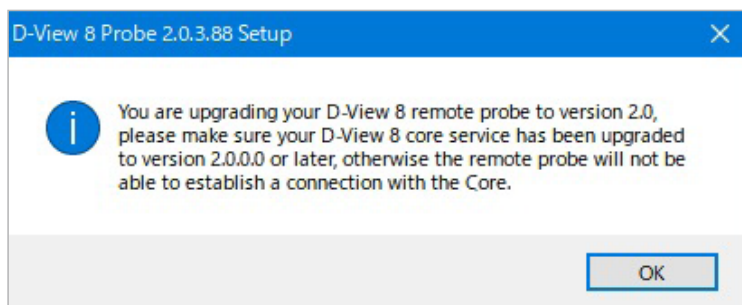 D-View 8 Probe 2.0.3.88 Setup
You are upgrading your D-View 8 remote probe to version 2.0,
please make sure your D-View 8 core service has been upgraded
to version 2.0.0.0 or later, otherwise the remote probe will not be
able to establish a connection with the Core.
OK